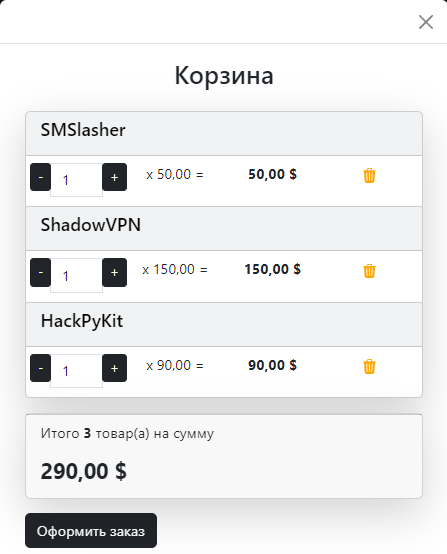 Корзина
SMSlasher
- 1 + x 50,00 = 50,00 $
ShadowVPN
- 1 + x 150,00 = 150,00 $
HackPyKit
- 1 + x 90,00 = 90,00 $
Итого 3 товар(а) на сумму
290,00 $
Оформить заказ